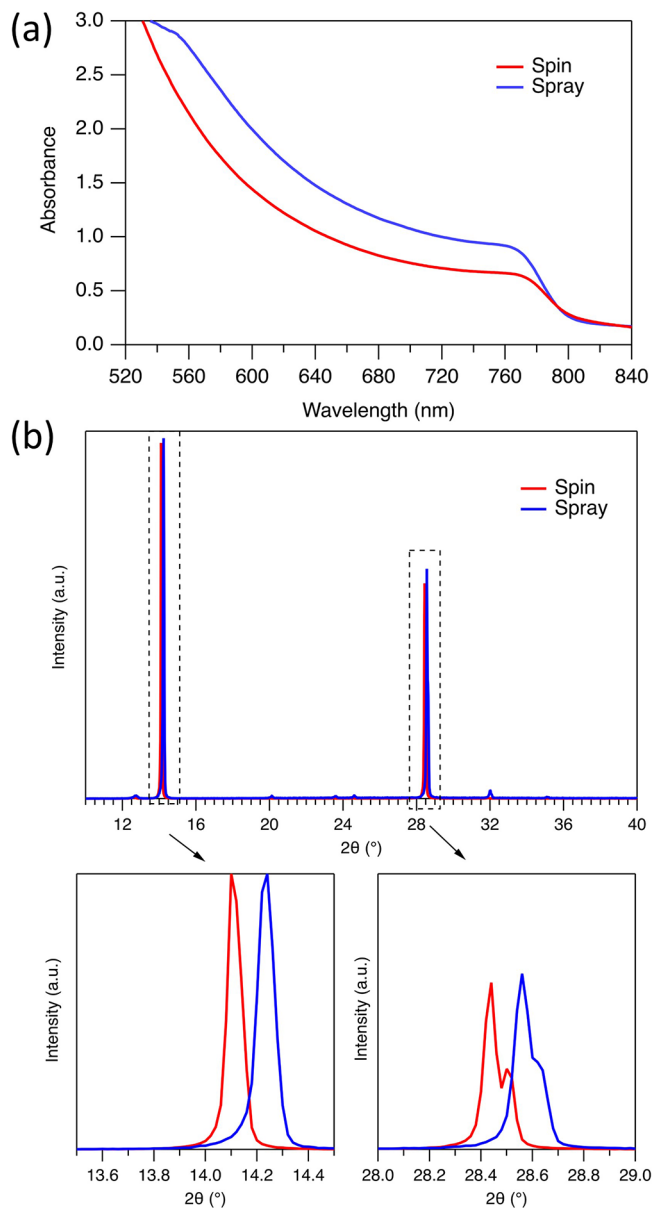 (a)
3.0
2.5
2.0
1.5
1.0
0.5
0.0
Absorbance
Spin
Spray
520 560 600 640 680 720 760 800 840
Wavelength (nm)
(b)
Intensity (a.u.)
Spin
Spray
12 16 20 24 28 32 36 40
2θ (°)
Intensity (a.u.)
13.6 13.8 14.0 14.2 14.4
2θ (°)
Intensity (a.u.)
28.0 28.2 28.4 28.6 28.8 29.0
2θ (°)